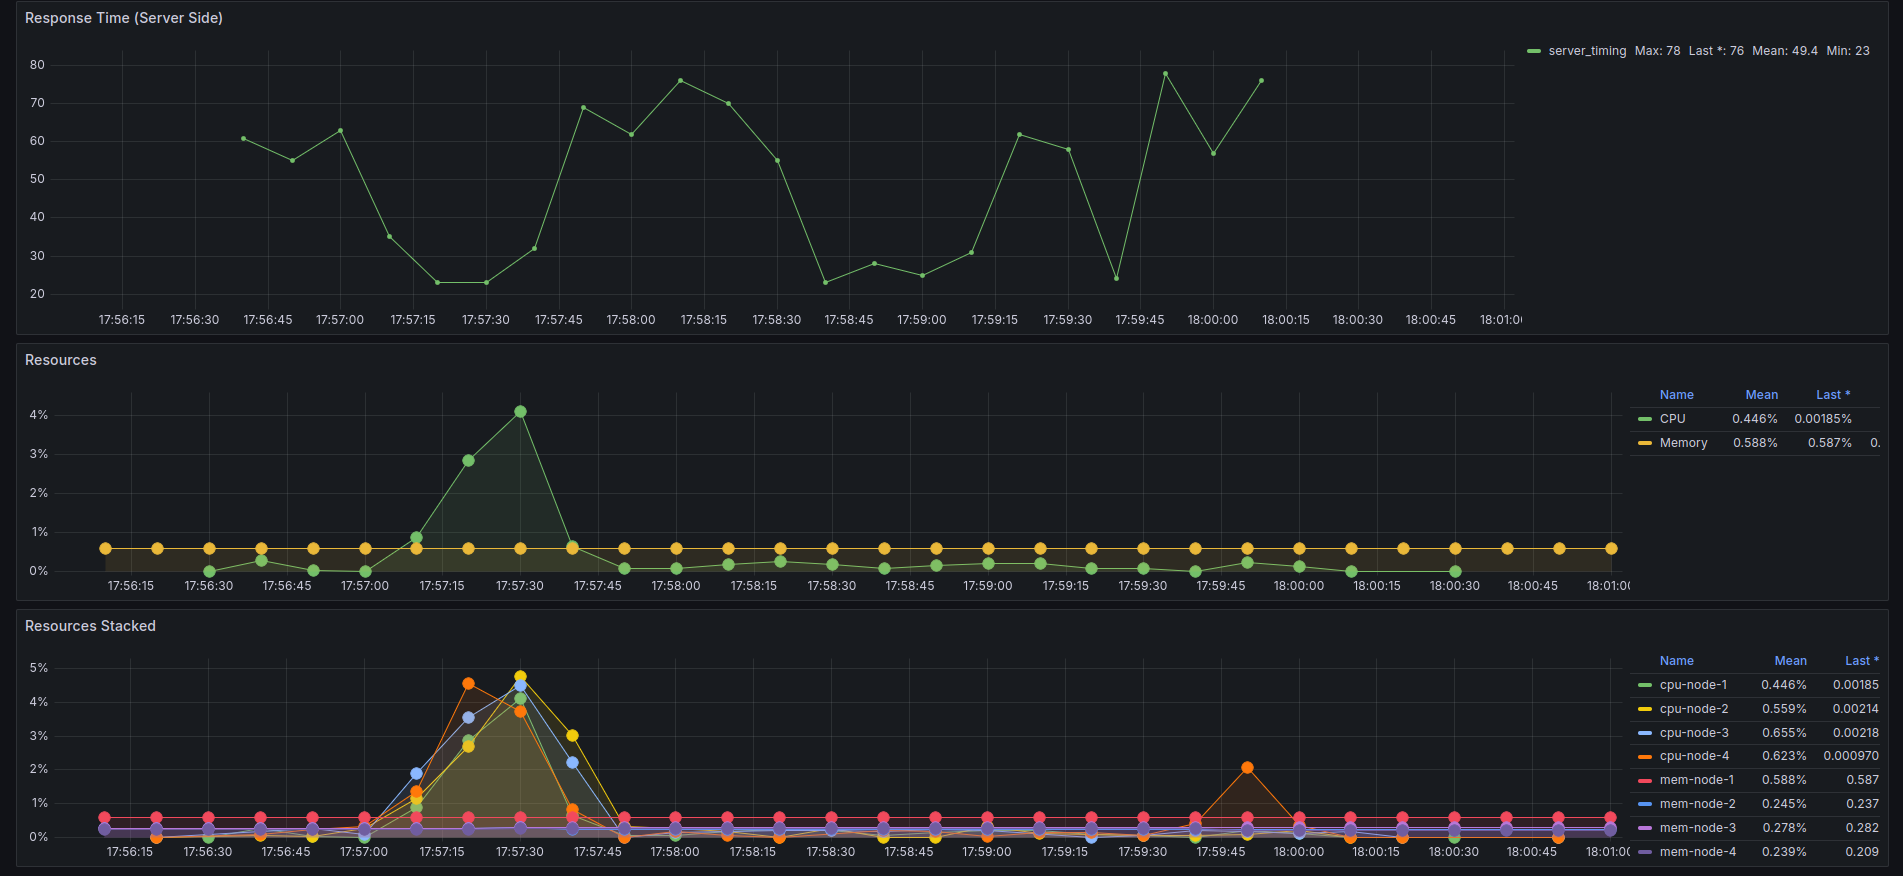 Response Time (Server Side)
server_timing Max: 78 Last *: 76 Mean: 49.4 Min: 23
80
70
60
50
40
30
20
17:56:15 17:56:30 17:56:45 17:57:00 17:57:15 17:57:30 17:57:45 17:58:00 17:58:15 17:58:30 17:58:45 17:59:00 17:59:15 17:59:30 17:59:45 18:00:00 18:00:15 18:00:30 18:00:45 18:01:0
Resources
Name Mean Last *
CPU 0.446% 0.00185%
Memory 0.588% 0.587% 0.
4%
3%
2%
1%
0%
17:56:15 17:56:30 17:56:45 17:57:00 17:57:15 17:57:30 17:57:45 17:58:00 17:58:15 17:58:30 17:58:45 17:59:00 17:59:15 17:59:30 17:59:45 18:00:00 18:00:15 18:00:30 18:00:45 18:01:0
Resources Stacked
Name Mean Last *
cpu-node-1 0.446% 0.00185
cpu-node-2 0.559% 0.00214
cpu-node-3 0.655% 0.00218
cpu-node-4 0.623% 0.000970
mem-node-1 0.588% 0.587
mem-node-2 0.245% 0.237
mem-node-3 0.278% 0.282
mem-node-4 0.239% 0.209
5%
4%
3%
2%
1%
0%
17:56:15 17:56:30 17:56:45 17:57:00 17:57:15 17:57:30 17:57:45 17:58:00 17:58:15 17:58:30 17:58:45 17:59:00 17:59:15 17:59:30 17:59:45 18:00:00 18:00:15 18:00:30 18:00:45 18:01:0